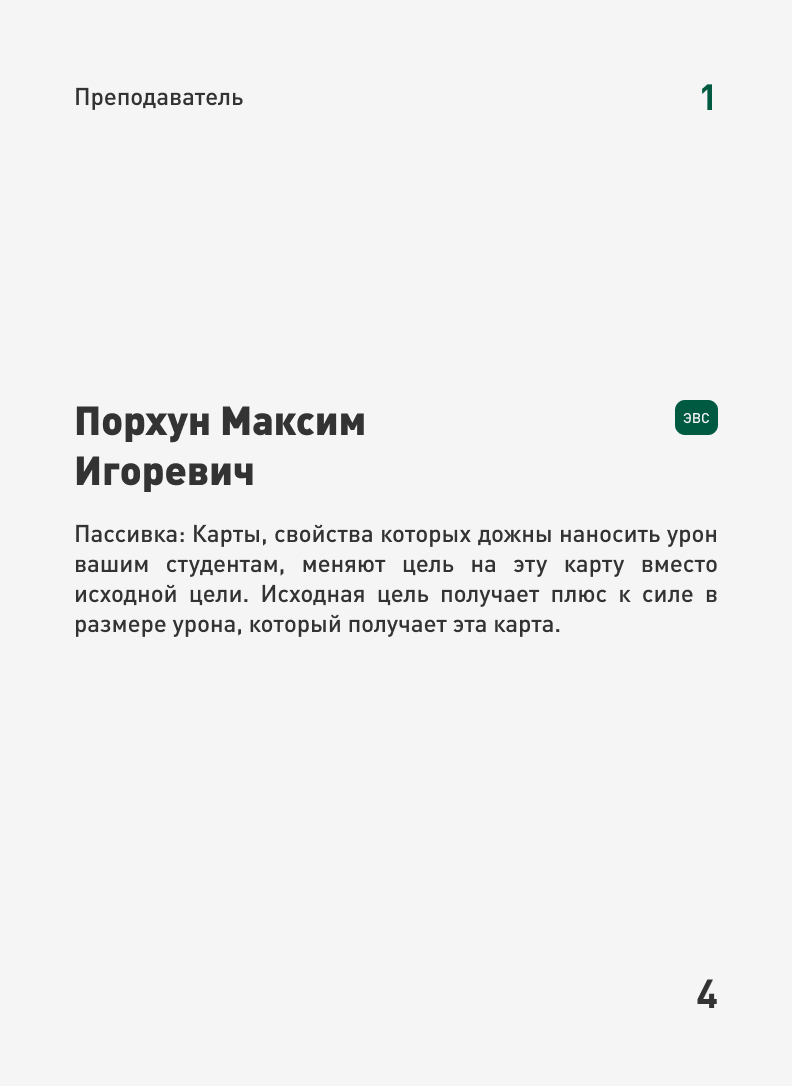 Преподаватель
1
Порхун Максим
Игоревич
ЭВС
Пассивка: Карты, свойства которых дожны наносить урон
вашим студентам, меняют цель на эту карту вместо
исходной цели. Исходная цель получает плюс к силе в
размере урона, который получает эта карта.
4